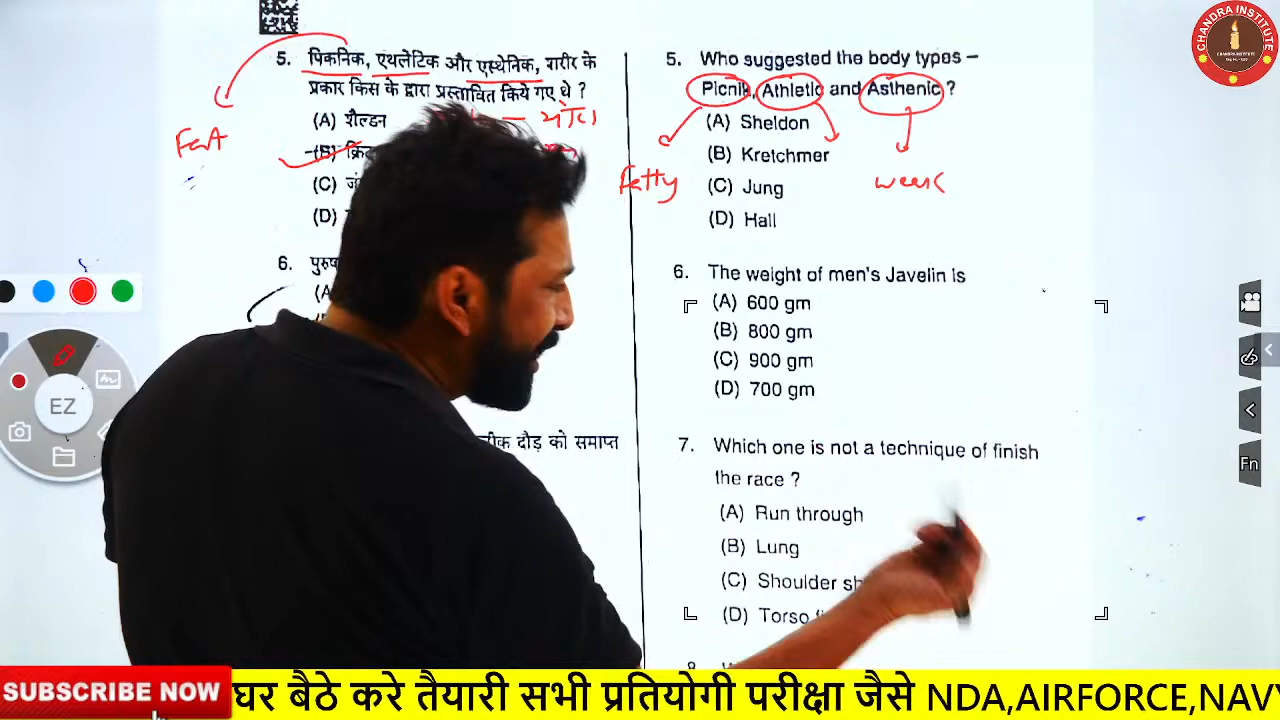 CHANDRA INSTITUTE
5. पिकनिक, एथलेटिक और एस्थेनिक, शारीर के
प्रकार किस के द्वारा प्रस्तावित किये गए थे ?
(A) शैल्डन
(B)
(C)
(D)
Fat
6.
(A)
दौड़ को समाप्त
5. Who suggested the body types –
Picnik, Athletic and Asthenic ?
(A) Sheldon
(B) Kretchmer
(C) Jung
(D) Hall
Fatty
week
6. The weight of men's Javelin is
(A) 600 gm
(B) 800 gm
(C) 900 gm
(D) 700 gm
7. Which one is not a technique of finish
the race ?
(A) Run through
(B) Lung
(C) Shoulder
(D) Torso
EZ
Fn
SUBSCRIBE NOW
घर बैठे करे तैयारी सभी प्रतियोगी परीक्षा जैसे NDA,AIRFORCE,NAVY